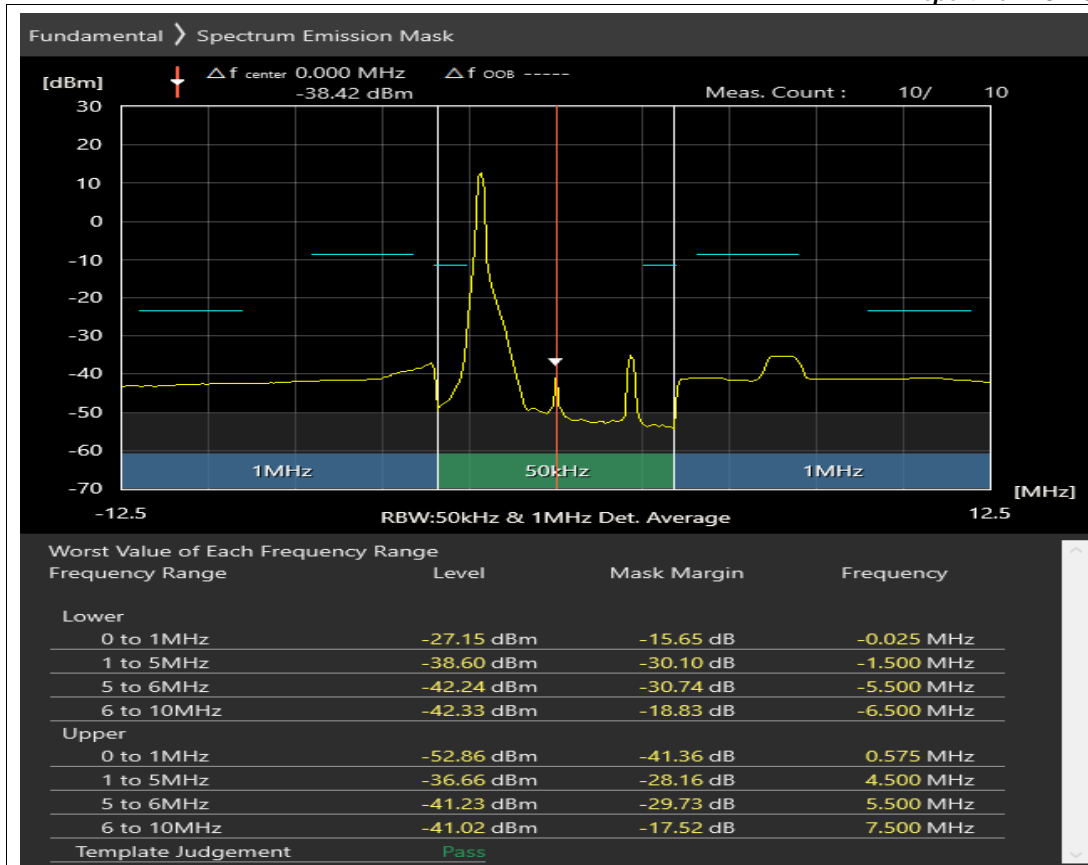 Fundamental ❯ Spectrum Emission Mask
[dBm] △ f center 0.000 MHz △ f OOB -----
-38.42 dBm Meas. Count : 10/ 10
30
20
10
0
-10
-20
-30
-40
-50
-60
1MHz 50kHz 1MHz
-70
[MHz]
-12.5 RBW:50kHz & 1MHz Det. Average 12.5
Worst Value of Each Frequency Range
Frequency Range Level Mask Margin Frequency
Lower
0 to 1MHz -27.15 dBm -15.65 dB -0.025 MHz
1 to 5MHz -38.60 dBm -30.10 dB -1.500 MHz
5 to 6MHz -42.24 dBm -30.74 dB -5.500 MHz
6 to 10MHz -42.33 dBm -18.83 dB -6.500 MHz
Upper
0 to 1MHz -52.86 dBm -41.36 dB 0.575 MHz
1 to 5MHz -36.66 dBm -28.16 dB 4.500 MHz
5 to 6MHz -41.23 dBm -29.73 dB 5.500 MHz
6 to 10MHz -41.02 dBm -17.52 dB 7.500 MHz
Template Judgement Pass